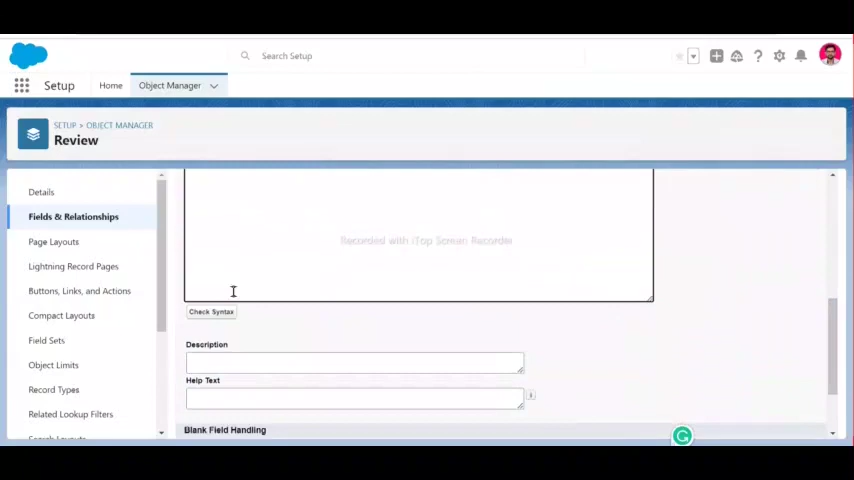 Search Setup
Setup
Home
Object Manager
SETUP > OBJECT MANAGER
Review
Details
Fields & Relationships
Page Layouts
Lightning Record Pages
Buttons, Links, and Actions
Compact Layouts
Field Sets
Object Limits
Record Types
Related Lookup Filters
Search Layouts
Recorded with iTop Screen Recorder
Check Syntax
Description
Help Text
i
Blank Field Handling